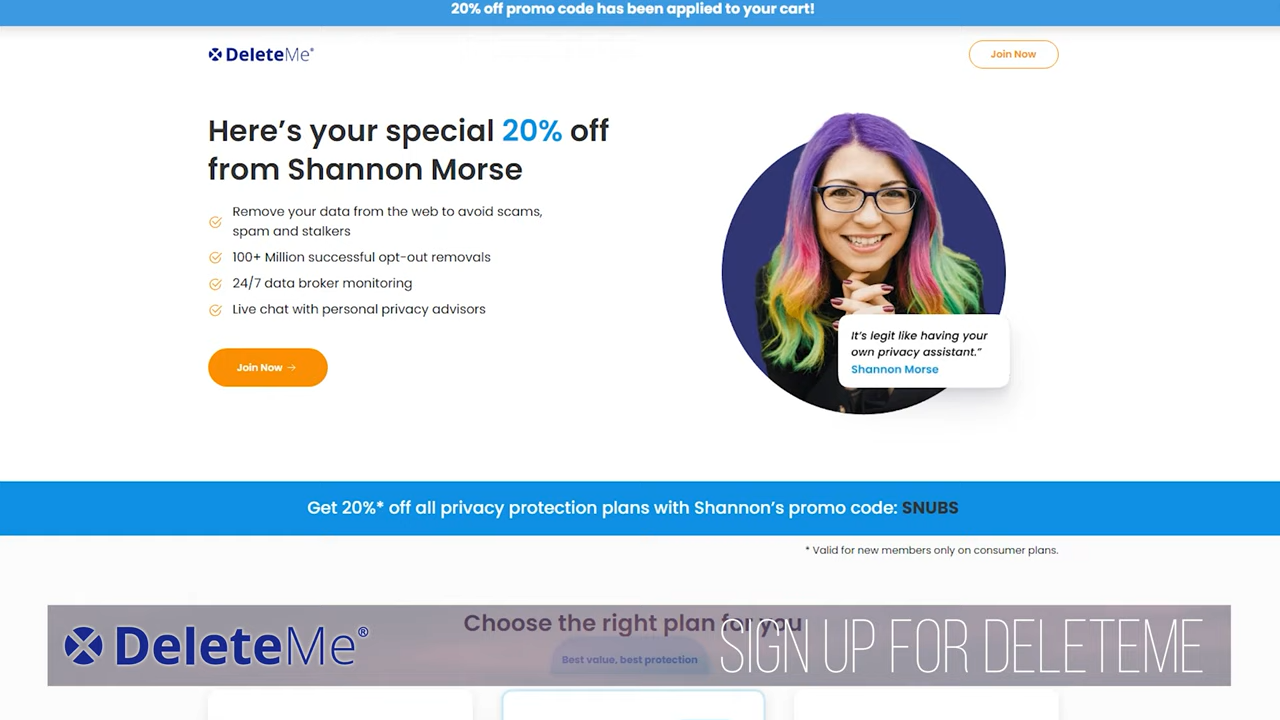 20% off promo code has been applied to your cart!
DeleteMe®
Join Now
Here's your special 20% off
from Shannon Morse
Remove your data from the web to avoid scams,
spam and stalkers
100+ Million successful opt-out removals
24/7 data broker monitoring
Live chat with personal privacy advisors
Join Now →
It's legit like having your
own privacy assistant."
Shannon Morse
Get 20%* off all privacy protection plans with Shannon's promo code: SNUBS
* Valid for new members only on consumer plans.
Choose the right plan for you
Best value, best protection
DeleteMe®
SIGN UP FOR DELETEME